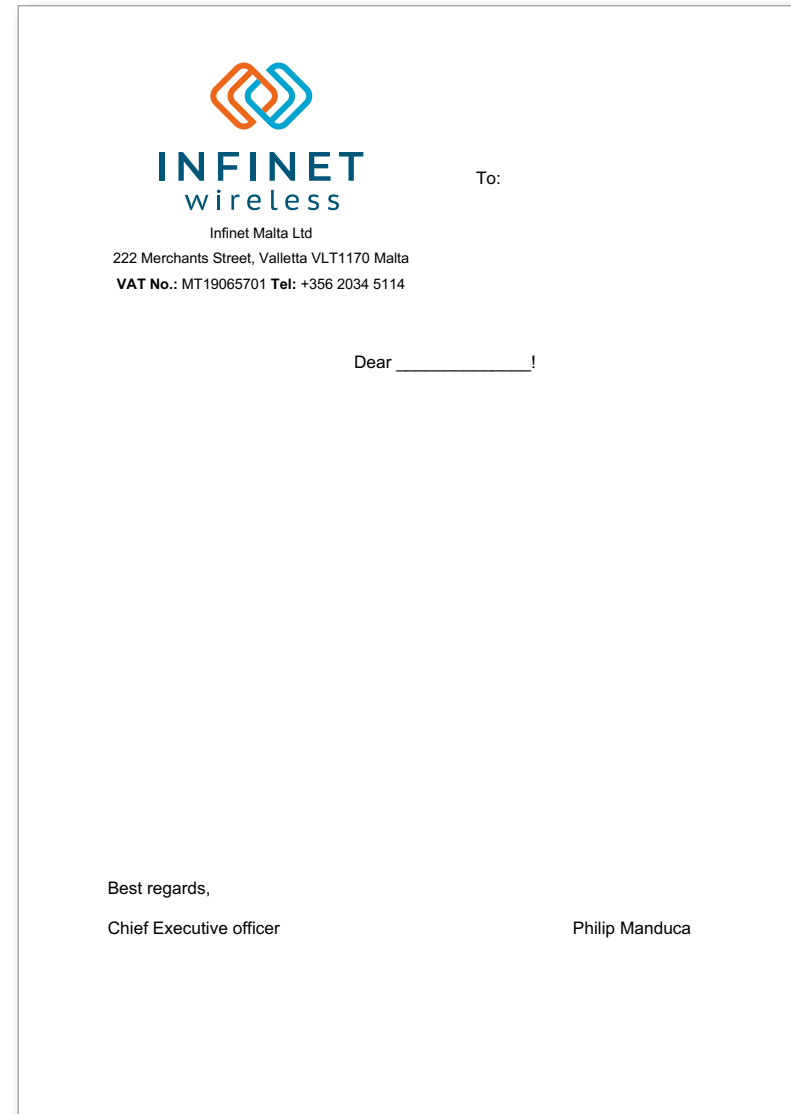 INFINET
wireless
To:
Infinet Malta Ltd
222 Merchants Street, Valletta VLT1170 Malta
VAT No.: MT19065701 Tel: +356 2034 5114
Dear ______________!
Best regards,
Chief Executive officer Philip Manduca